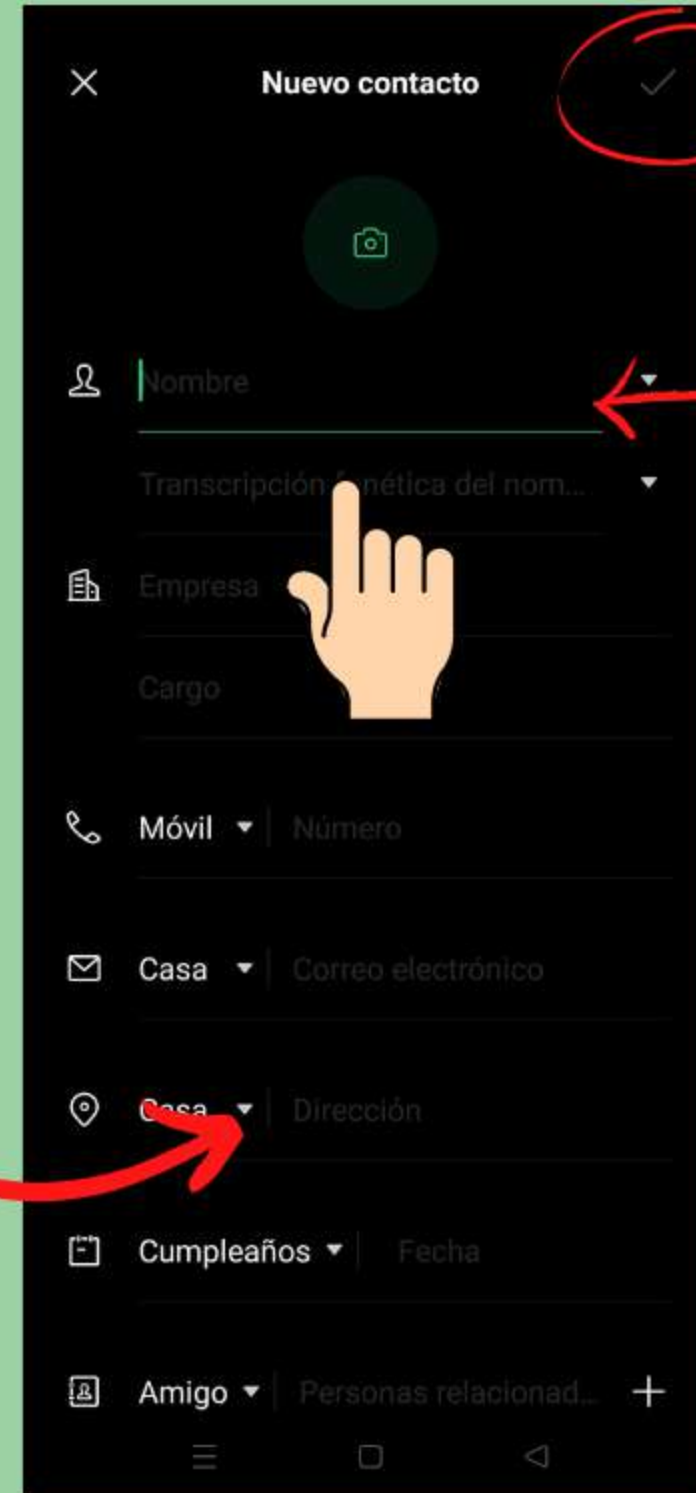 Nuevo contacto
Nombre
Transcripción fonética del nom...
Empresa
Cargo
Móvil Número
Casa Correo electrónico
Casa Dirección
Cumpleaños Fecha
Amigo Personas relacionad...